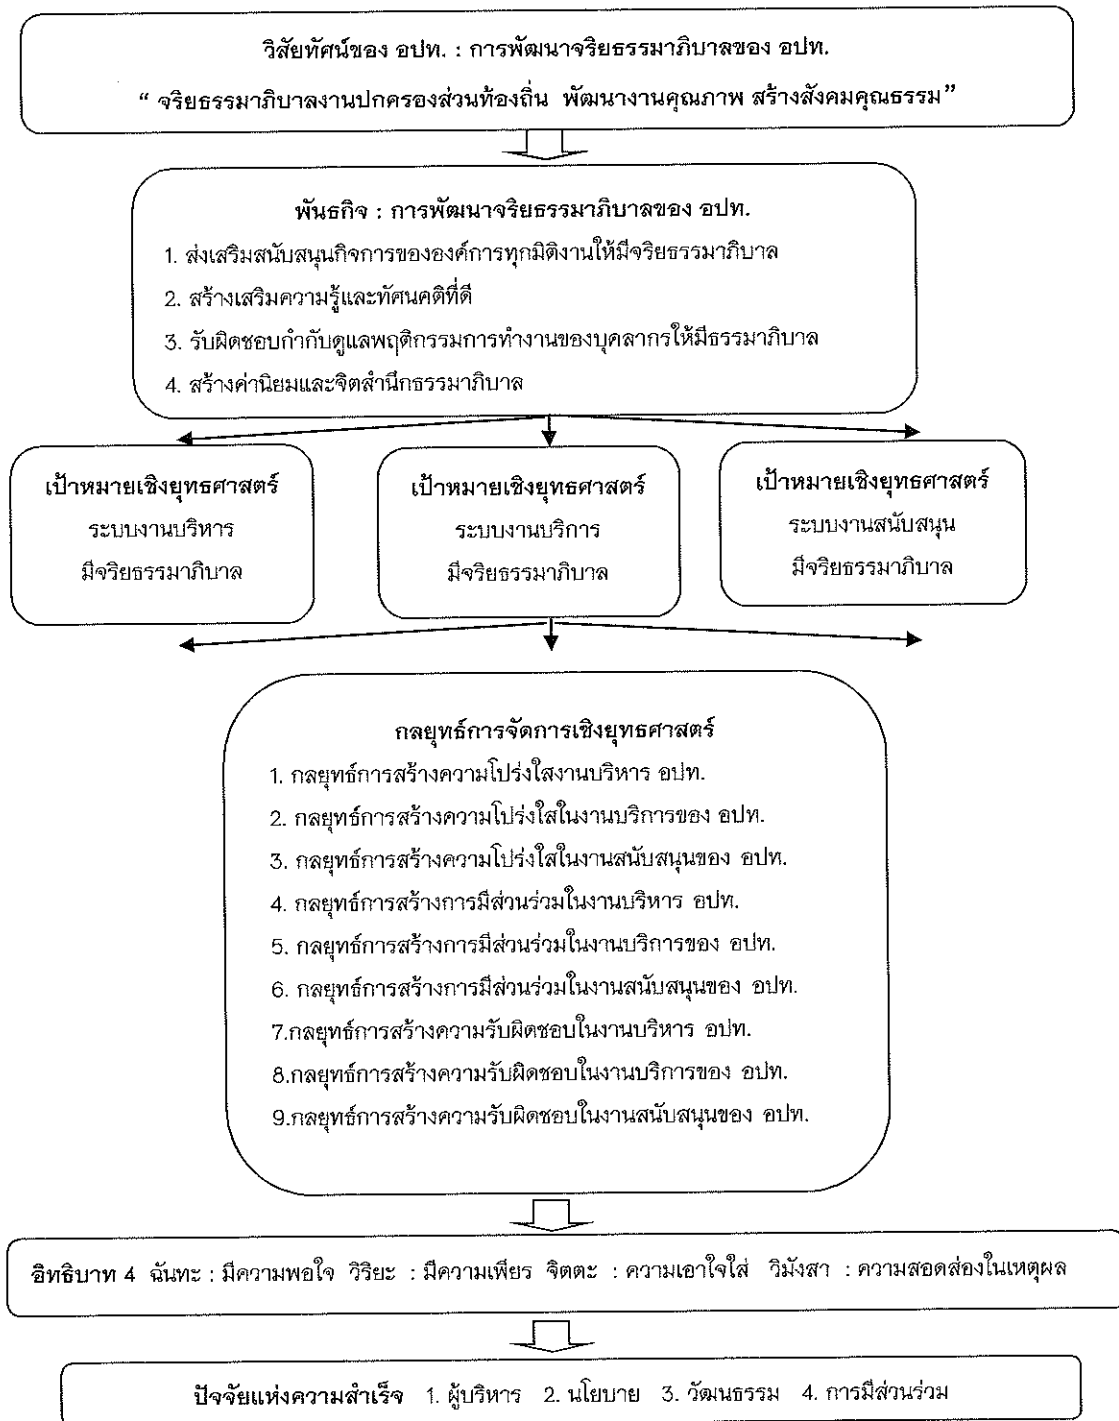 วิสัยทัศน์ของ อปท. : การพัฒนาจริยธรรมาภิบาลของ อปท.
“ จริยธรรมาภิบาลงานปกครองส่วนท้องถิ่น พัฒนางานคุณภาพ สร้างสังคมคุณธรรม”
พันธกิจ : การพัฒนาจริยธรรมาภิบาลของ อปท.
1. ส่งเสริมสนับสนุนกิจการขององค์การทุกมิติงานให้มีจริยธรรมาภิบาล
2. สร้างเสริมความรู้และทัศนคติที่ดี
3. รับผิดชอบกำกับดูแลพฤติกรรมการทำงานของบุคลากรให้มีธรรมาภิบาล
4. สร้างค่านิยมและจิตสำนึกธรรมาภิบาล
เป้าหมายเชิงยุทธศาสตร์
ระบบงานบริหาร
มีจริยธรรมาภิบาล
เป้าหมายเชิงยุทธศาสตร์
ระบบงานบริการ
มีจริยธรรมาภิบาล
เป้าหมายเชิงยุทธศาสตร์
ระบบงานสนับสนุน
มีจริยธรรมาภิบาล
กลยุทธ์การจัดการเชิงยุทธศาสตร์
1. กลยุทธ์การสร้างความโปร่งใสงานบริหาร อปท.
2. กลยุทธ์การสร้างความโปร่งใสในงานบริการของ อปท.
3. กลยุทธ์การสร้างความโปร่งใสในงานสนับสนุนของ อปท.
4. กลยุทธ์การสร้างการมีส่วนร่วมในงานบริหาร อปท.
5. กลยุทธ์การสร้างการมีส่วนร่วมในงานบริการของ อปท.
6. กลยุทธ์การสร้างการมีส่วนร่วมในงานสนับสนุนของ อปท.
7.กลยุทธ์การสร้างความรับผิดชอบในงานบริหาร อปท.
8.กลยุทธ์การสร้างความรับผิดชอบในงานบริการของ อปท.
9.กลยุทธ์การสร้างความรับผิดชอบในงานสนับสนุนของ อปท.
อิทธิบาท 4 ฉันทะ : มีความพอใจ วิริยะ : มีความเพียร จิตตะ : ความเอาใจใส่ วิมังสา : ความสอดส่องในเหตุผล
ปัจจัยแห่งความสำเร็จ 1. ผู้บริหาร 2. นโยบาย 3. วัฒนธรรม 4. การมีส่วนร่วม